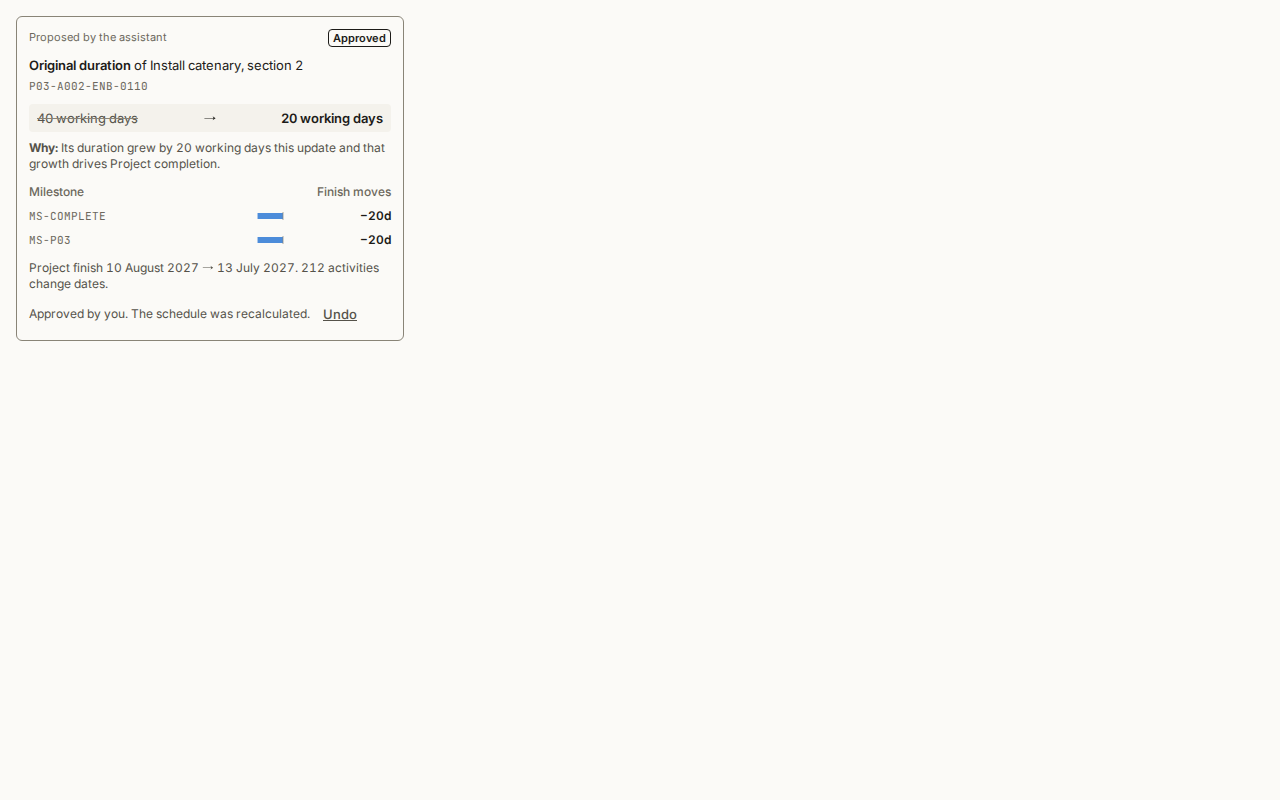 Proposed by the assistant
Approved
Original duration of Install catenary, section 2
P03-A002-ENB-0110
40 working days → 20 working days
Why: Its duration grew by 20 working days this update and that
growth drives Project completion.
Milestone Finish moves
MS-COMPLETE −20d
MS-P03 −20d
Project finish 10 August 2027 → 13 July 2027. 212 activities
change dates.
Approved by you. The schedule was recalculated. Undo